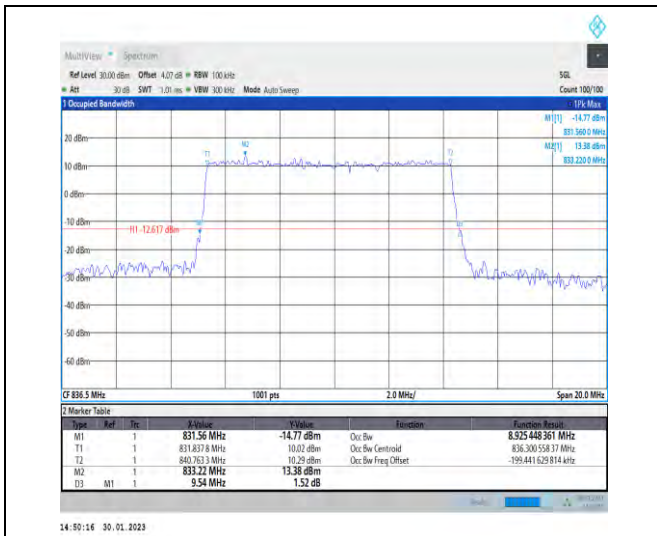 MultiView Spectrum
Ref Level 30.00 dBm Offset 4.07 dB RBW 100 kHz SGL
Att 30 dB SWT 1.01 ms VBW 300 kHz Mode Auto Sweep Count 100/100
1 Occupied Bandwidth 1Pk Max
M1[1] -14.77 dBm
831.560 0 MHz
M2[1] 13.38 dBm
833.220 0 MHz
20 dBm
M2
T1
T2
10 dBm
0 dBm
-10 dBm
H1 -12.617 dBm
-20 dBm
-30 dBm
-40 dBm
-50 dBm
-60 dBm
CF 836.5 MHz 1001 pts 2.0 MHz/ Span 20.0 MHz
2 Marker Table
Type Ref Trc X-Value Y-Value Function Function Result
M1 1 831.56 MHz -14.77 dBm Occ Bw 8.925 448 361 MHz
T1 1 831.837 8 MHz 10.02 dBm Occ Bw Centroid 836.300 558 37 MHz
T2 1 840.763 3 MHz 10.29 dBm Occ Bw Freq Offset -199.441 629 814 kHz
M2 1 833.22 MHz 13.38 dBm
D3 M1 1 9.54 MHz 1.52 dB
14:50:16 30.01.2023